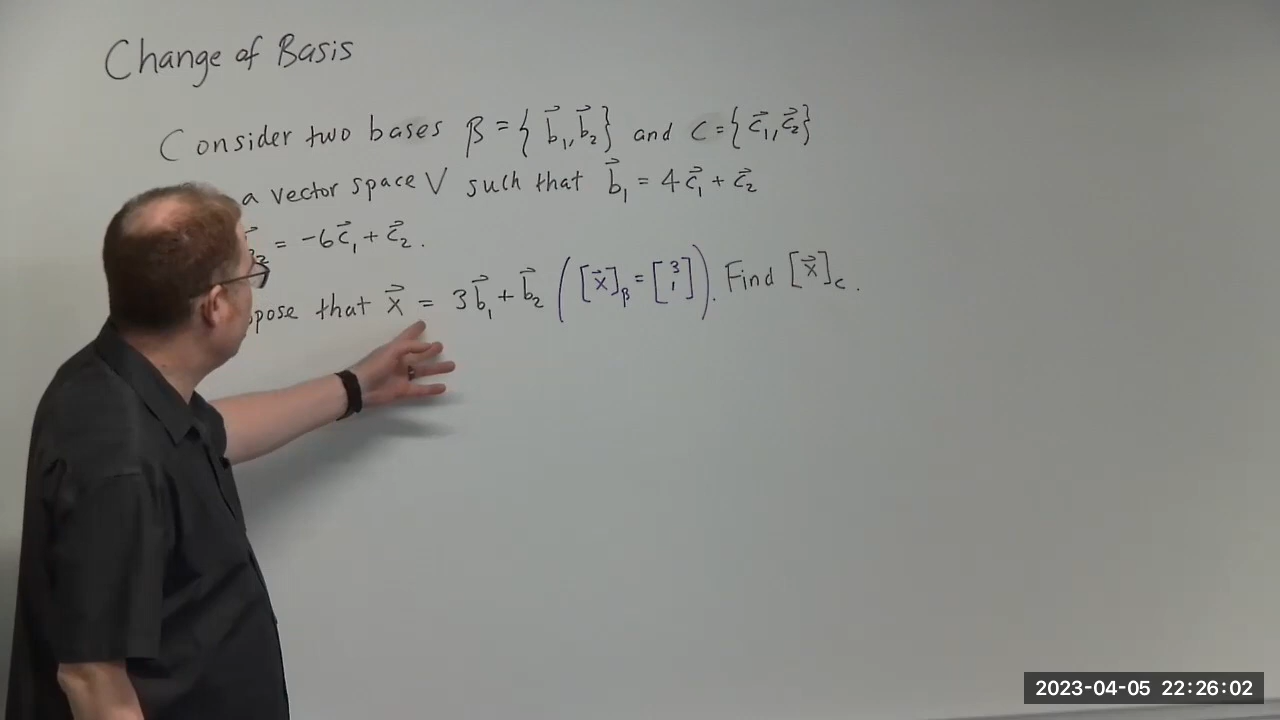 Change of Basis
Consider two bases β = { b⃗₁, b⃗₂ } and C = { c⃗₁, c⃗₂ }
a vector space V such that b⃗₁ = 4c⃗₁ + c⃗₂
= -6c⃗₁ + c⃗₂ .
that x⃗ = 3b⃗₁ + b⃗₂ ( [x⃗]β = [3 1] ) . Find [x⃗]C .
2023-04-05 22:26:02